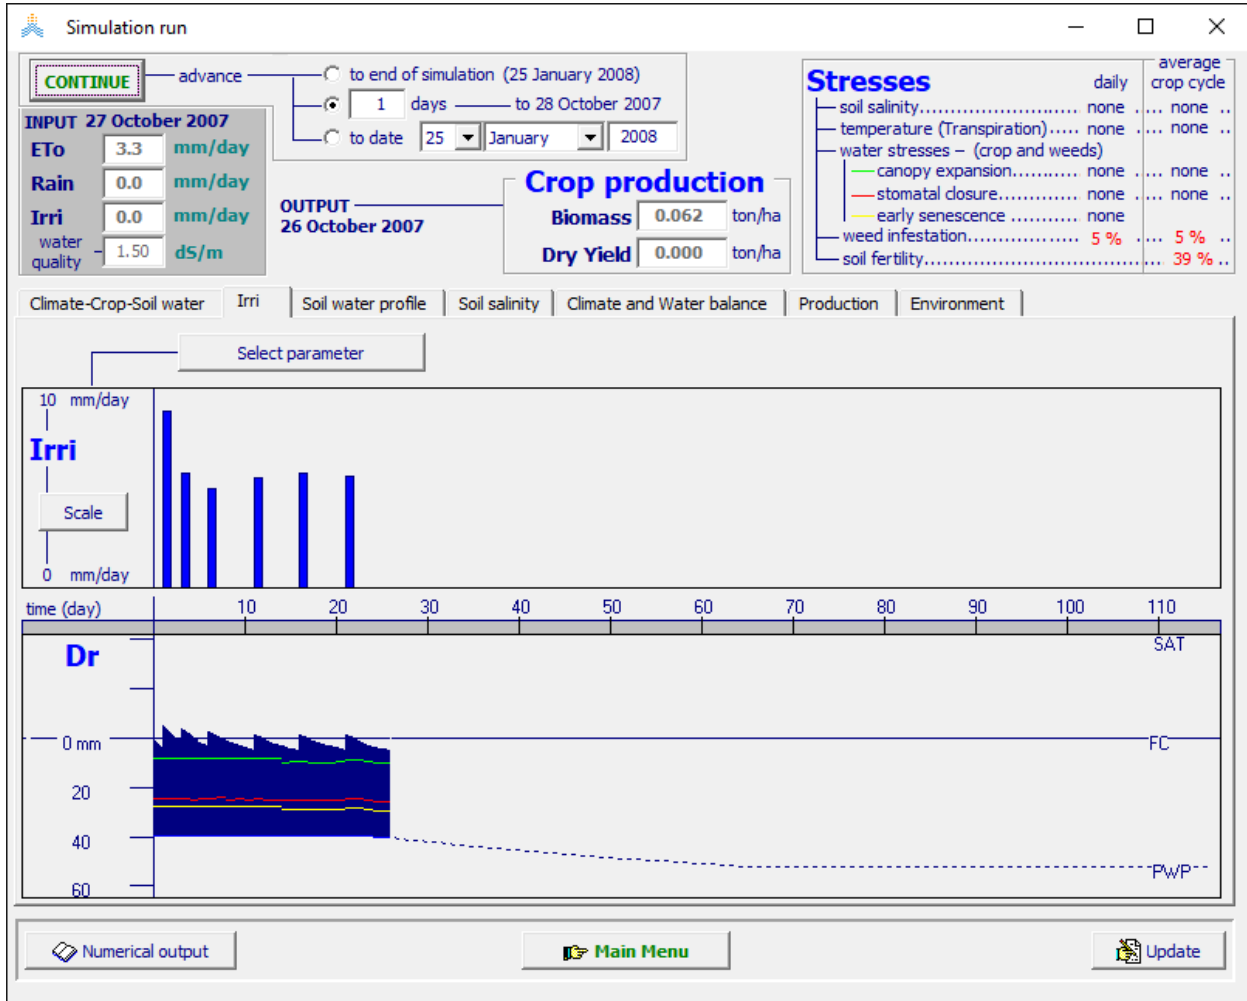 Simulation run
CONTINUE advance to end of simulation (25 January 2008)
1 days to 28 October 2007
to date 25 January 2008
INPUT 27 October 2007
ETo 3.3 mm/day
Rain 0.0 mm/day
Irri 0.0 mm/day
water quality 1.50 dS/m
OUTPUT
26 October 2007
Crop production
Biomass 0.062 ton/ha
Dry Yield 0.000 ton/ha
Stresses daily average crop cycle
soil salinity........................... none .... none ..
temperature (Transpiration)..... none .... none ..
water stresses - (crop and weeds)
canopy expansion............ none .... none ..
stomatal closure.............. none .... none ..
early senescence ............ none
weed infestation.................. 5 % .... 5 % ..
soil fertility.................................... 39 % ..
Climate-Crop-Soil water Irri Soil water profile Soil salinity Climate and Water balance Production Environment
Select parameter
10 mm/day
Irri
Scale
0 mm/day
time (day) 10 20 30 40 50 60 70 80 90 100 110
Dr
SAT
0 mm
FC
20
40
PWP
60
Numerical output Main Menu Update